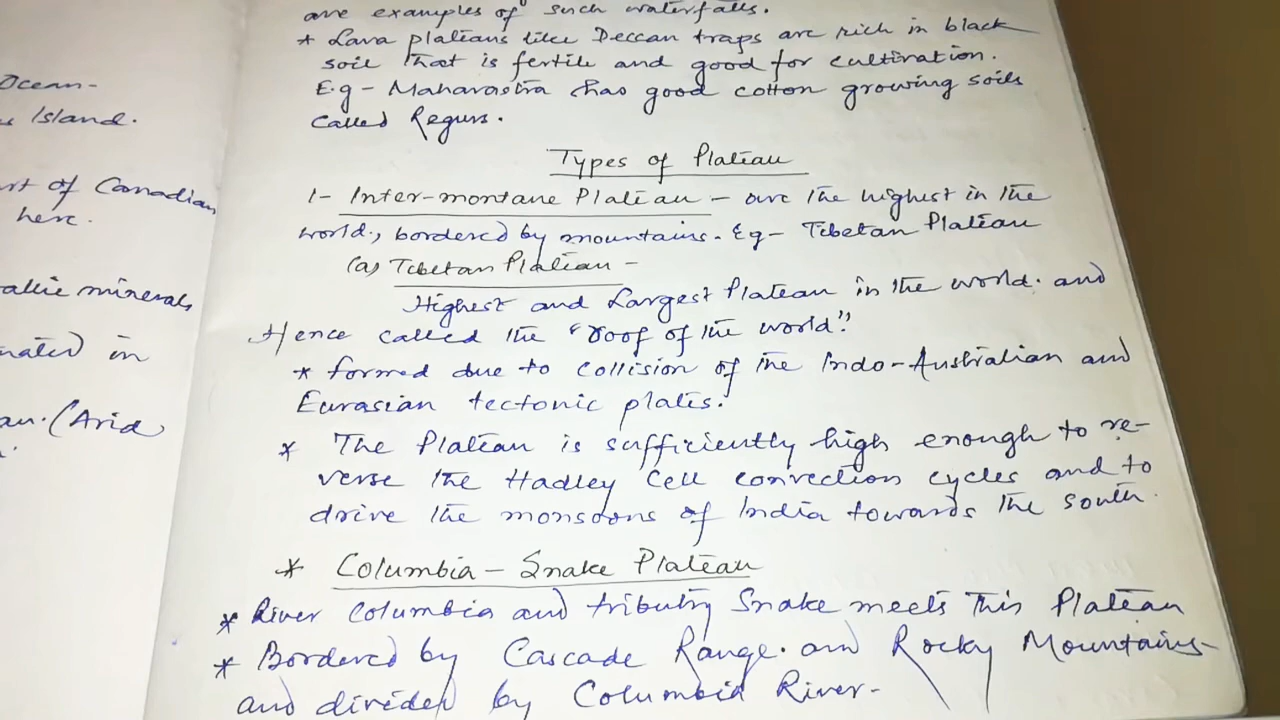 Ocean-
Island.
of Canadian
here.
minerals
in
(Arid
are examples of such waterfalls.
* Lava plateaus like Deccan traps are rich in black
soil that is fertile and good for cultivation.
E.g - Maharastra has good cotton growing soils
called Regurs.
Types of Plateau
1- Inter-montane Plateau - are the highest in the
world, bordered by mountains. Eg - Tibetan Plateau
(a) Tibetan Plateau -
Highest and Largest Plateau in the world. and
Hence called the "roof of the world".
* formed due to collision of the Indo-Australian and
Eurasian tectonic plates.
* The Plateau is sufficiently high enough to re-
verse the Hadley Cell convection cycles and to
drive the monsoons of India towards the south.
* Columbia - Snake Plateau
* River Columbia and tributry Snake meets this Plateau
* Bordered by Cascade Range. and Rocky Mountains-
and divided by Columbia River-